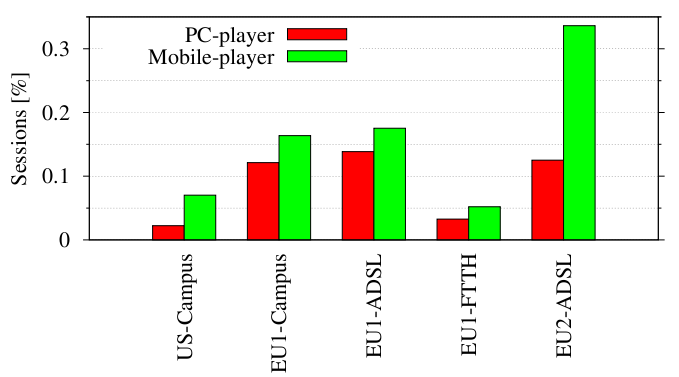 PC-player
Mobile-player
Sessions [%]
0.3
0.2
0.1
0
US-Campus
EU1-Campus
EU1-ADSL
EU1-FTTH
EU2-ADSL